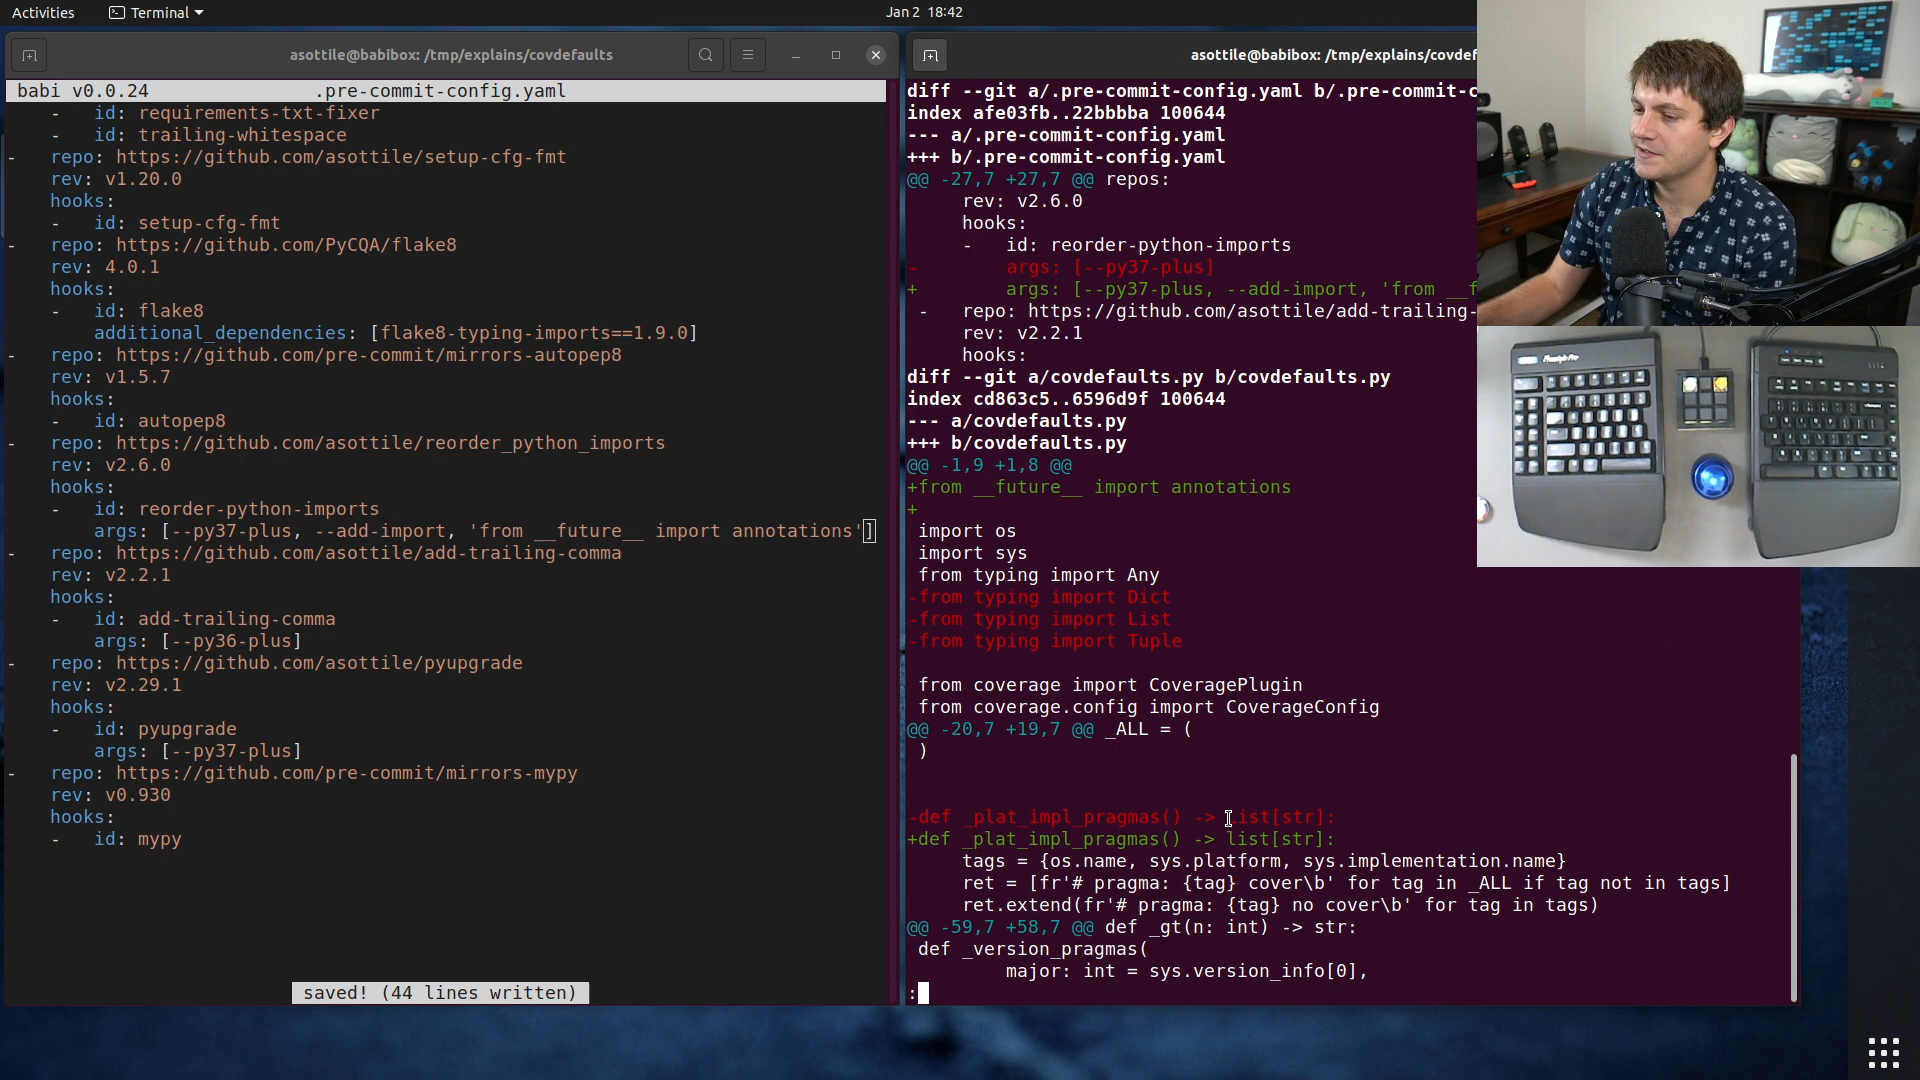 Activities
Terminal
Jan 2 18:42
asottile@babibox: /tmp/explains/covdefaults
babi v0.0.24 .pre-commit-config.yaml
- id: requirements-txt-fixer
- id: trailing-whitespace
- repo: https://github.com/asottile/setup-cfg-fmt
rev: v1.20.0
hooks:
- id: setup-cfg-fmt
- repo: https://github.com/PyCQA/flake8
rev: 4.0.1
hooks:
- id: flake8
additional_dependencies: [flake8-typing-imports==1.9.0]
- repo: https://github.com/pre-commit/mirrors-autopep8
rev: v1.5.7
hooks:
- id: autopep8
- repo: https://github.com/asottile/reorder_python_imports
rev: v2.6.0
hooks:
- id: reorder-python-imports
args: [--py37-plus, --add-import, 'from __future__ import annotations']
- repo: https://github.com/asottile/add-trailing-comma
rev: v2.2.1
hooks:
- id: add-trailing-comma
args: [--py36-plus]
- repo: https://github.com/asottile/pyupgrade
rev: v2.29.1
hooks:
- id: pyupgrade
args: [--py37-plus]
- repo: https://github.com/pre-commit/mirrors-mypy
rev: v0.930
hooks:
- id: mypy
saved! (44 lines written)
asottile@babibox: /tmp/explains/covdef
diff --git a/.pre-commit-config.yaml b/.pre-commit-c
index afe03fb..22bbbba 100644
--- a/.pre-commit-config.yaml
+++ b/.pre-commit-config.yaml
@@ -27,7 +27,7 @@ repos:
rev: v2.6.0
hooks:
- id: reorder-python-imports
- args: [--py37-plus]
+ args: [--py37-plus, --add-import, 'from __f
- repo: https://github.com/asottile/add-trailing-
rev: v2.2.1
hooks:
diff --git a/covdefaults.py b/covdefaults.py
index cd863c5..6596d9f 100644
--- a/covdefaults.py
+++ b/covdefaults.py
@@ -1,9 +1,8 @@
+from __future__ import annotations
+
import os
import sys
from typing import Any
-from typing import Dict
-from typing import List
-from typing import Tuple
from coverage import CoveragePlugin
from coverage.config import CoverageConfig
@@ -20,7 +19,7 @@ _ALL = (
)
-def _plat_impl_pragmas() -> List[str]:
+def _plat_impl_pragmas() -> list[str]:
tags = {os.name, sys.platform, sys.implementation.name}
ret = [fr'# pragma: {tag} cover\b' for tag in _ALL if tag not in tags]
ret.extend(fr'# pragma: {tag} no cover\b' for tag in tags)
@@ -59,7 +58,7 @@ def _gt(n: int) -> str:
def _version_pragmas(
major: int = sys.version_info[0],
: